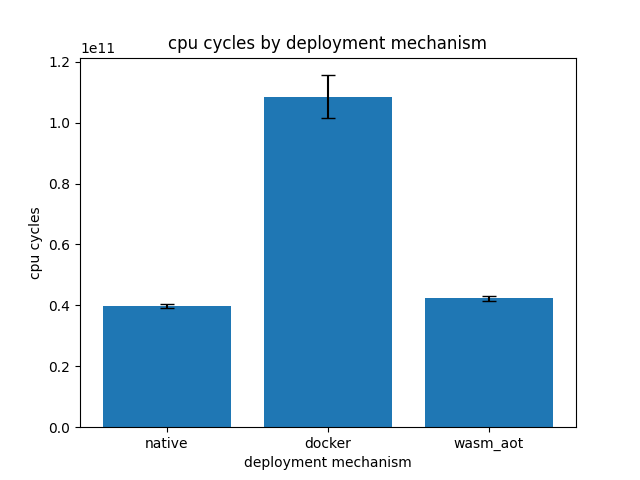 cpu cycles by deployment mechanism
1e11
1.2
1.0
0.8
0.6
0.4
0.2
0.0
cpu cycles
native docker wasm_aot
deployment mechanism